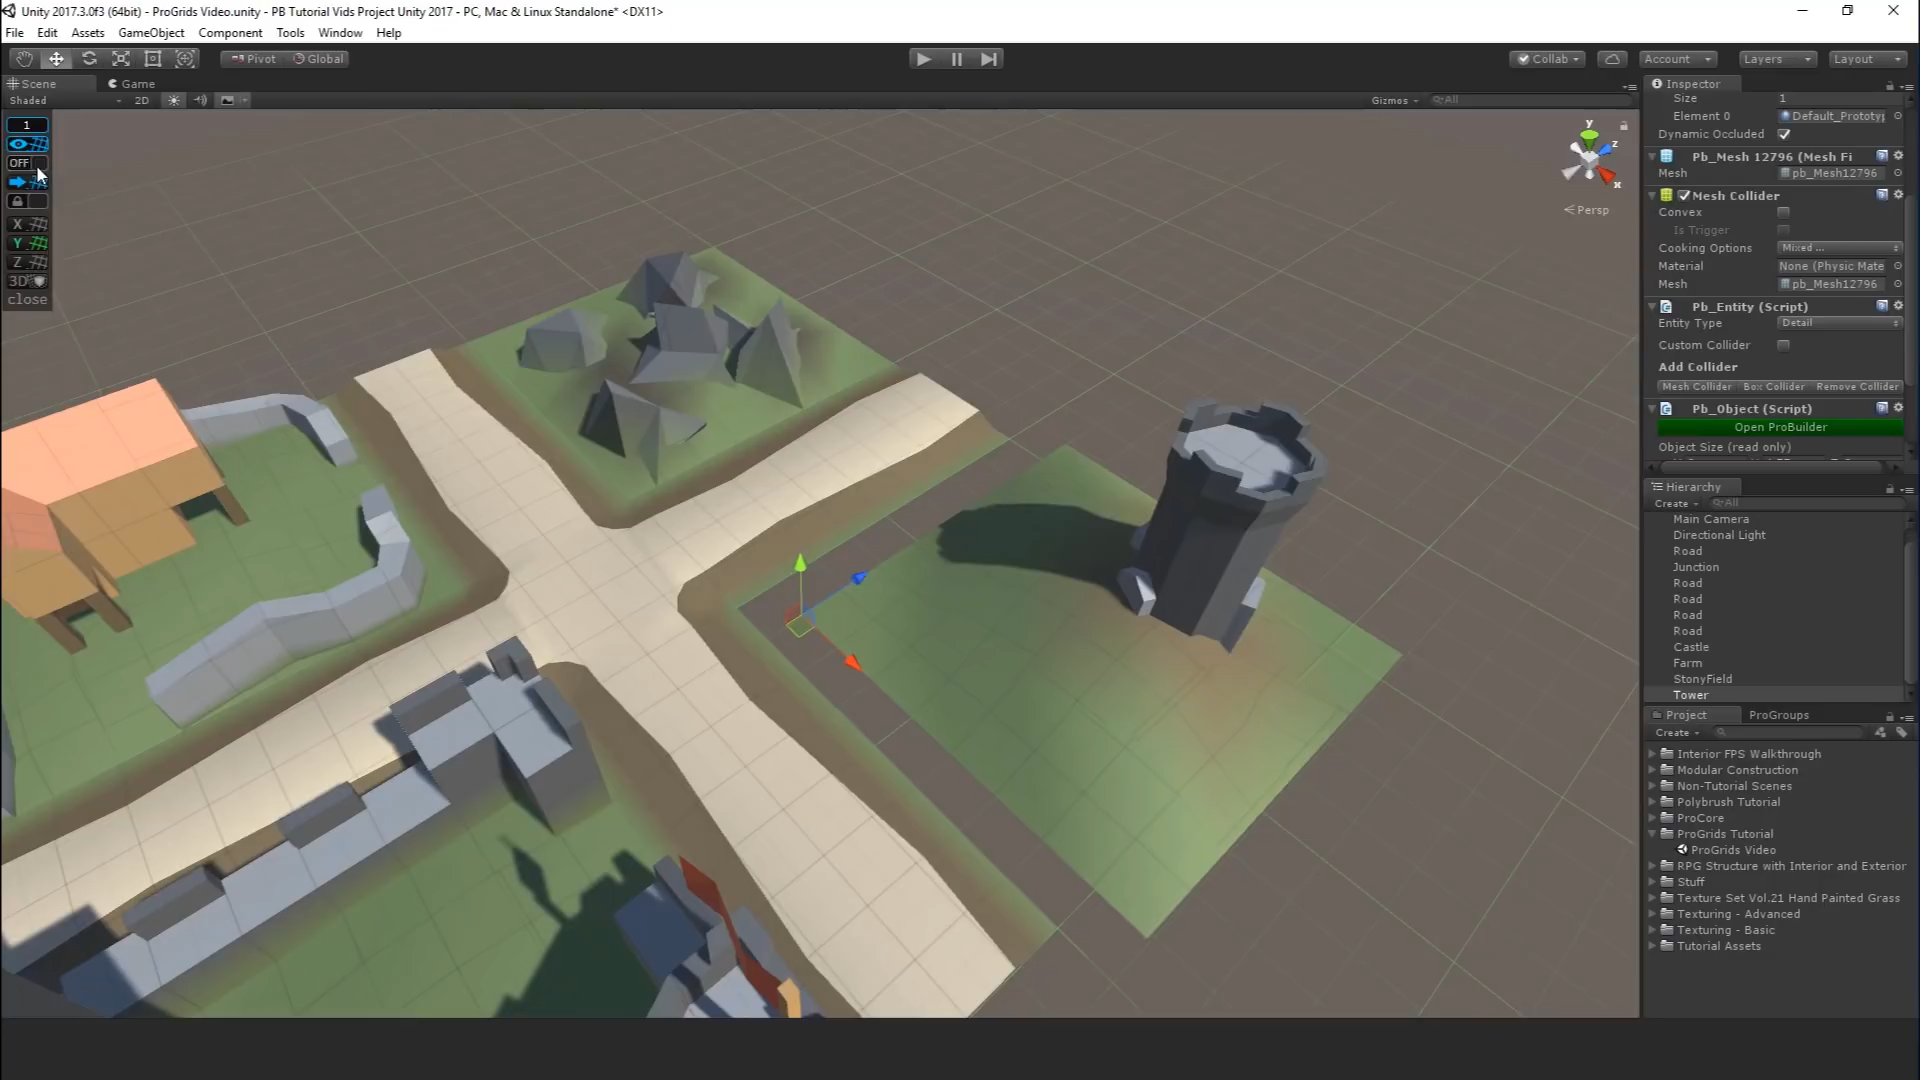 Unity 2017.3.0f3 (64bit) - ProGrids Video.unity - PB Tutorial Vids Project Unity 2017 - PC, Mac & Linux Standalone* <DX11>
File Edit Assets GameObject Component Tools Window Help
Pivot Global Collab Account Layers Layout
Scene Game
Shaded 2D Gizmos All
1
OFF
X
Y
Z
3D
close
y
z
x
Persp
Inspector
Size 1
Element 0 Default_Prototyp
Dynamic Occluded
Pb_Mesh 12796 (Mesh Fi
Mesh pb_Mesh12796
Mesh Collider
Convex
Is Trigger
Cooking Options Mixed ...
Material None (Physic Mate
Mesh pb_Mesh12796
Pb_Entity (Script)
Entity Type Detail
Custom Collider
Add Collider
Mesh Collider Box Collider Remove Collider
Pb_Object (Script)
Open ProBuilder
Object Size (read only)
Hierarchy
Create All
Main Camera
Directional Light
Road
Junction
Road
Road
Road
Road
Castle
Farm
StonyField
Tower
Project ProGroups
Create
Interior FPS Walkthrough
Modular Construction
Non-Tutorial Scenes
Polybrush Tutorial
ProCore
ProGrids Tutorial
ProGrids Video
RPG Structure with Interior and Exterior
Stuff
Texture Set Vol.21 Hand Painted Grass
Texturing - Advanced
Texturing - Basic
Tutorial Assets